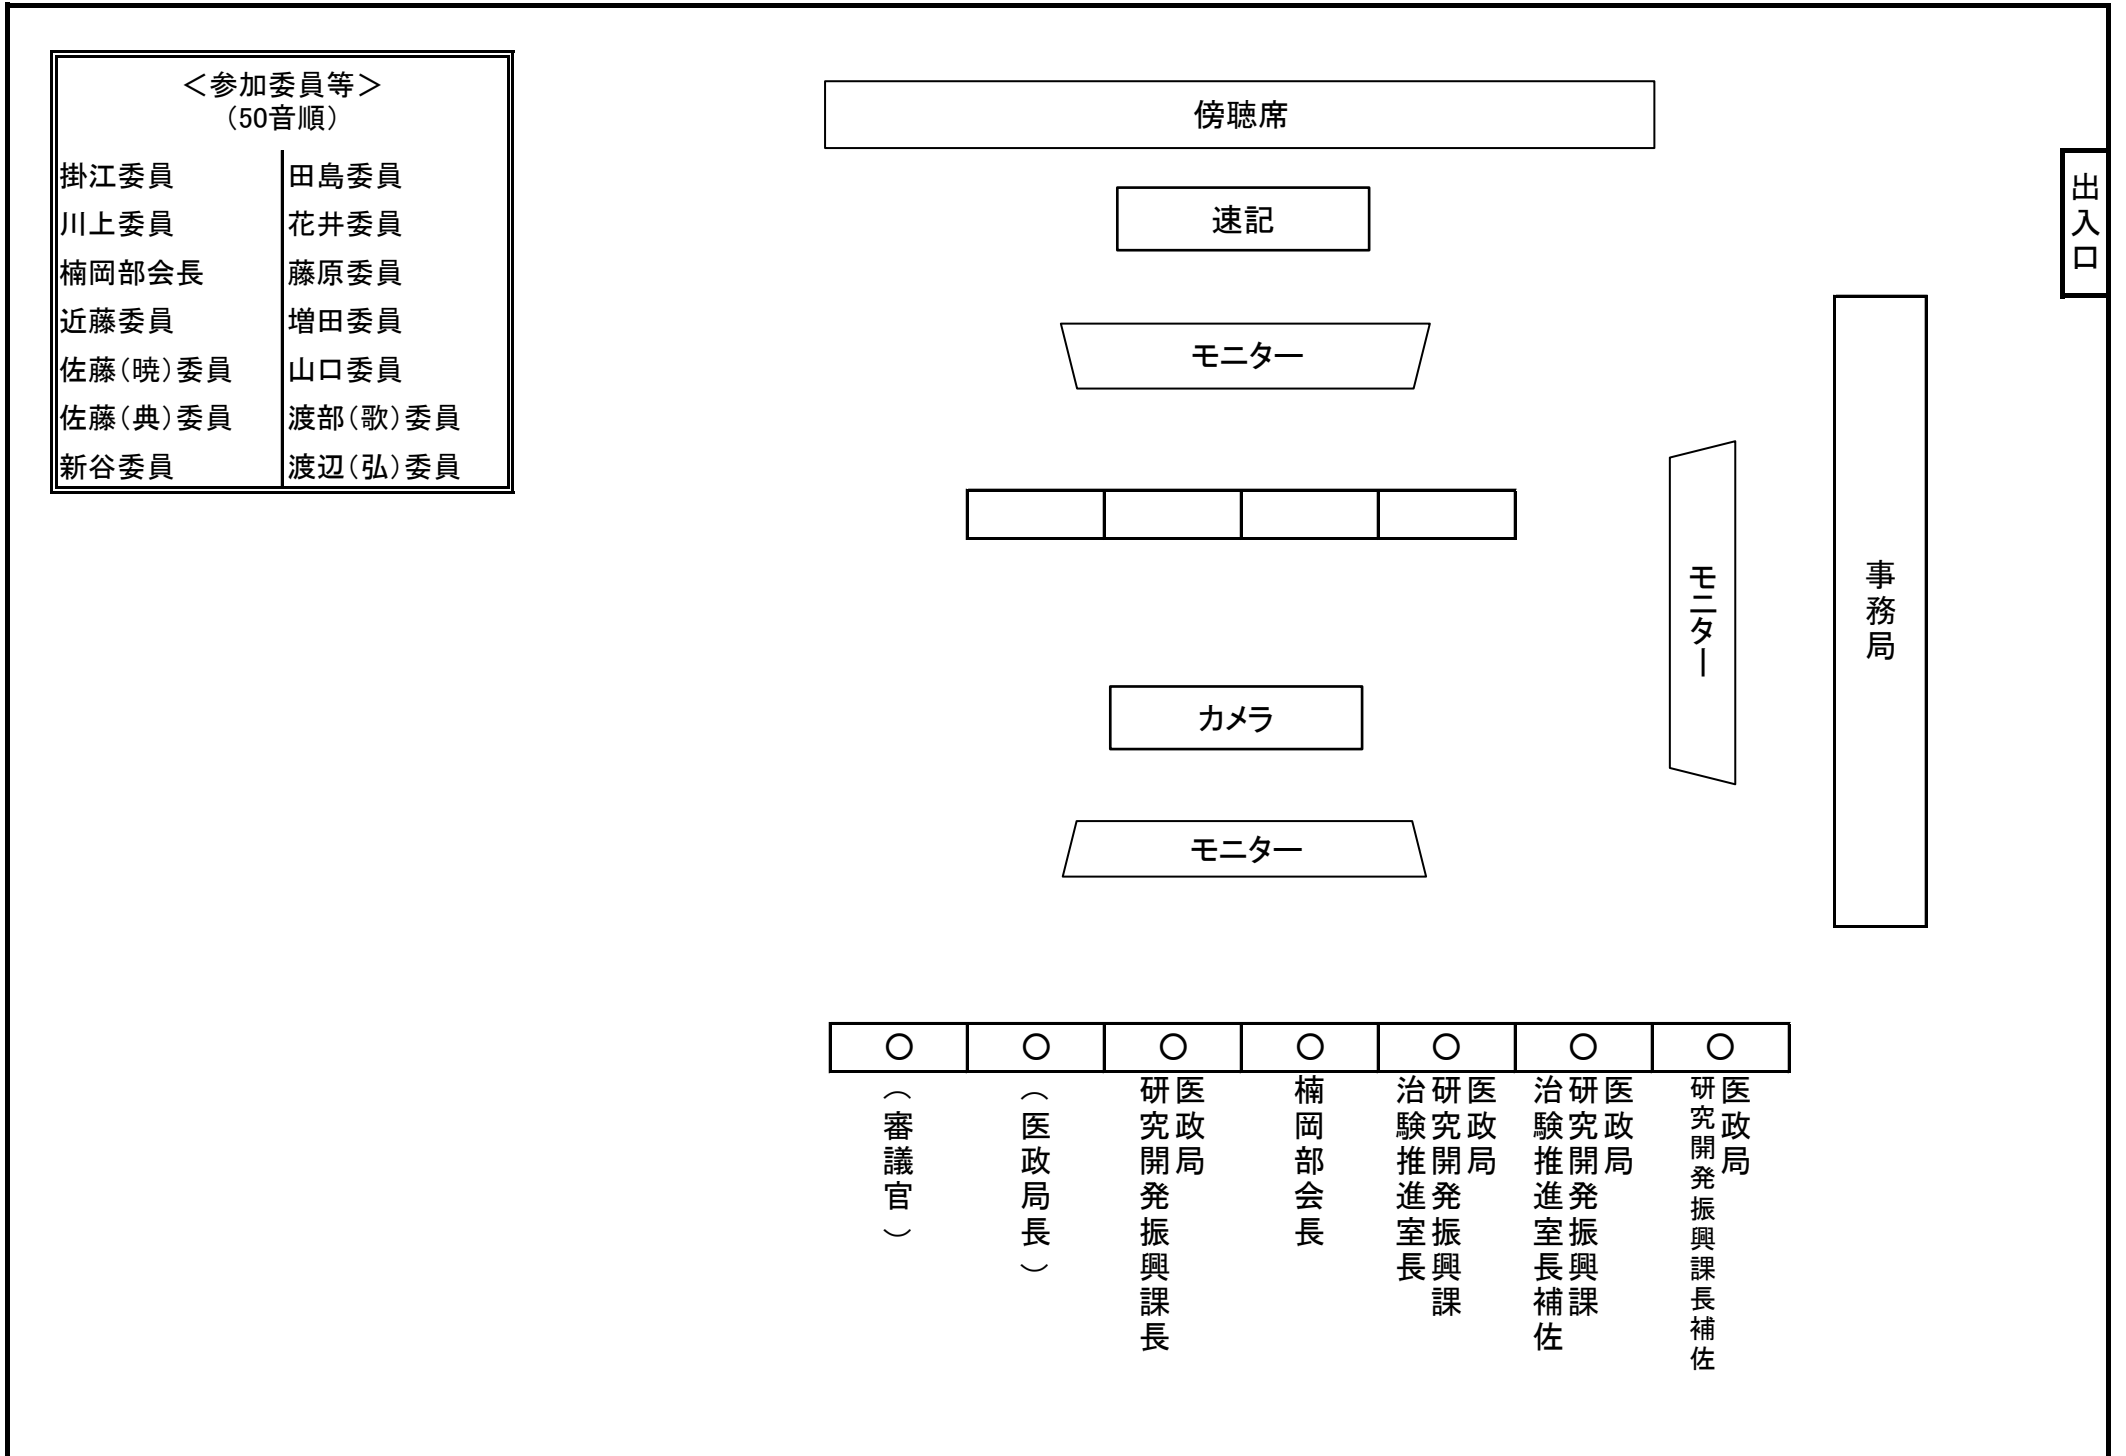 ＜参加委員等＞
（50音順）
掛江委員
川上委員
楠岡部会長
近藤委員
佐藤（暁）委員
佐藤（典）委員
新谷委員
田島委員
花井委員
藤原委員
増田委員
山口委員
渡部（歌）委員
渡辺（弘）委員
傍聴席
速記
モニター
出入口
モニター
事務局
カメラ
モニター
○ ○ ○ ○ ○ ○ ○
（審議官）
（医政局長）
医政局
研究開発振興課長
楠岡部会長
医政局
研究開発振興課
治験推進室長
医政局
研究開発振興課
治験推進室長補佐
医政局
研究開発振興課長補佐